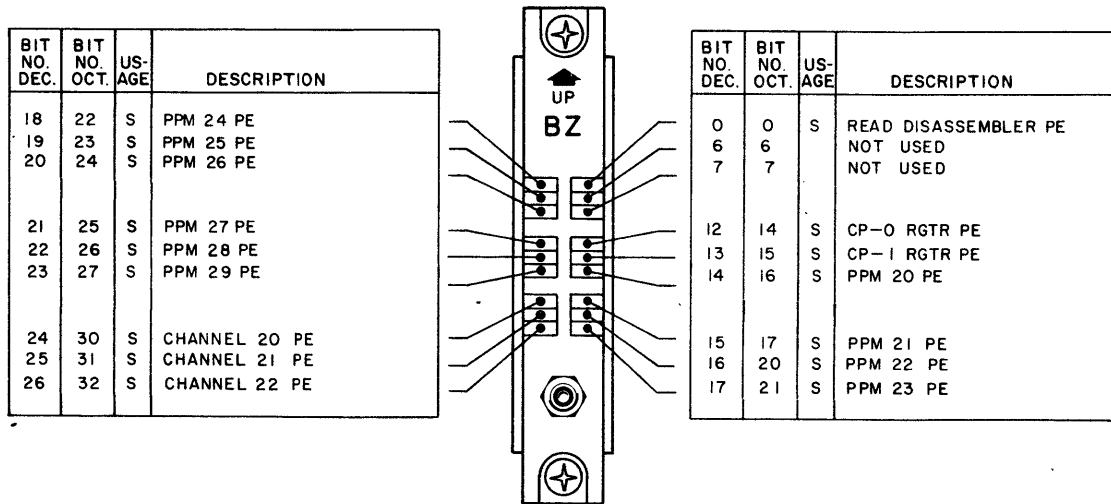 BIT NO. DEC. BIT NO. OCT. US-AGE DESCRIPTION
18 22 S PPM 24 PE
19 23 S PPM 25 PE
20 24 S PPM 26 PE
21 25 S PPM 27 PE
22 26 S PPM 28 PE
23 27 S PPM 29 PE
24 30 S CHANNEL 20 PE
25 31 S CHANNEL 21 PE
26 32 S CHANNEL 22 PE
UP
BZ
BIT NO. DEC. BIT NO. OCT. US-AGE DESCRIPTION
0 0 S READ DISASSEMBLER PE
6 6 NOT USED
7 7 NOT USED
12 14 S CP-0 RGTR PE
13 15 S CP-1 RGTR PE
14 16 S PPM 20 PE
15 17 S PPM 21 PE
16 20 S PPM 22 PE
17 21 S PPM 23 PE